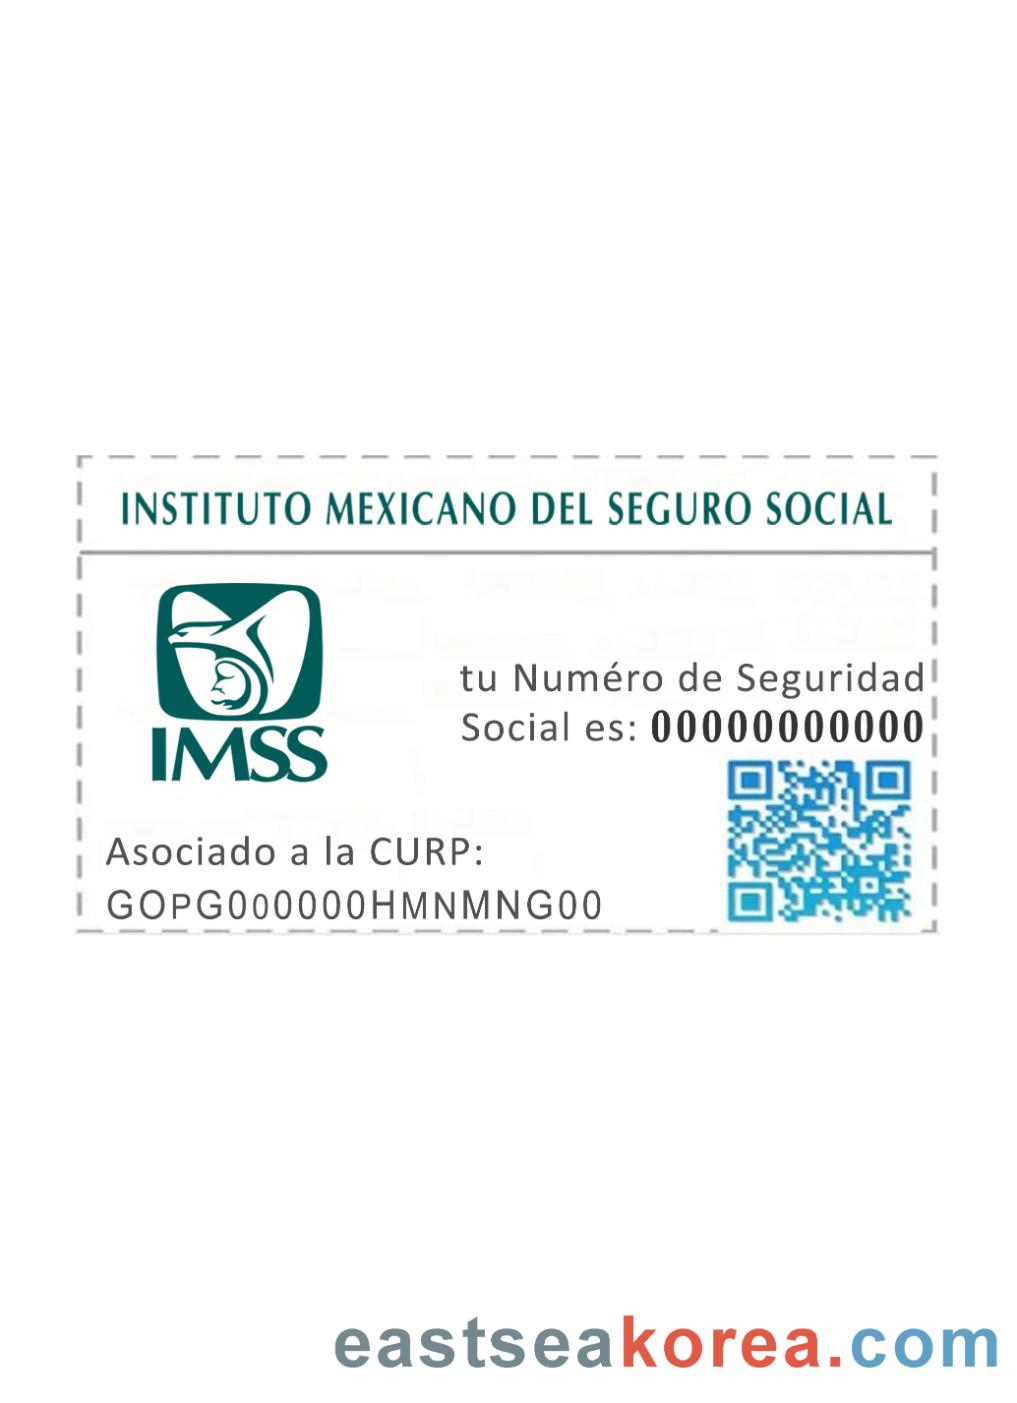 INSTITUTO MEXICANO DEL SEGURO SOCIAL
IMSS
tu Numéro de Seguridad
Social es: 00000000000
Asociado a la CURP:
GOPG000000HMNMNG00
eastseakorea.com